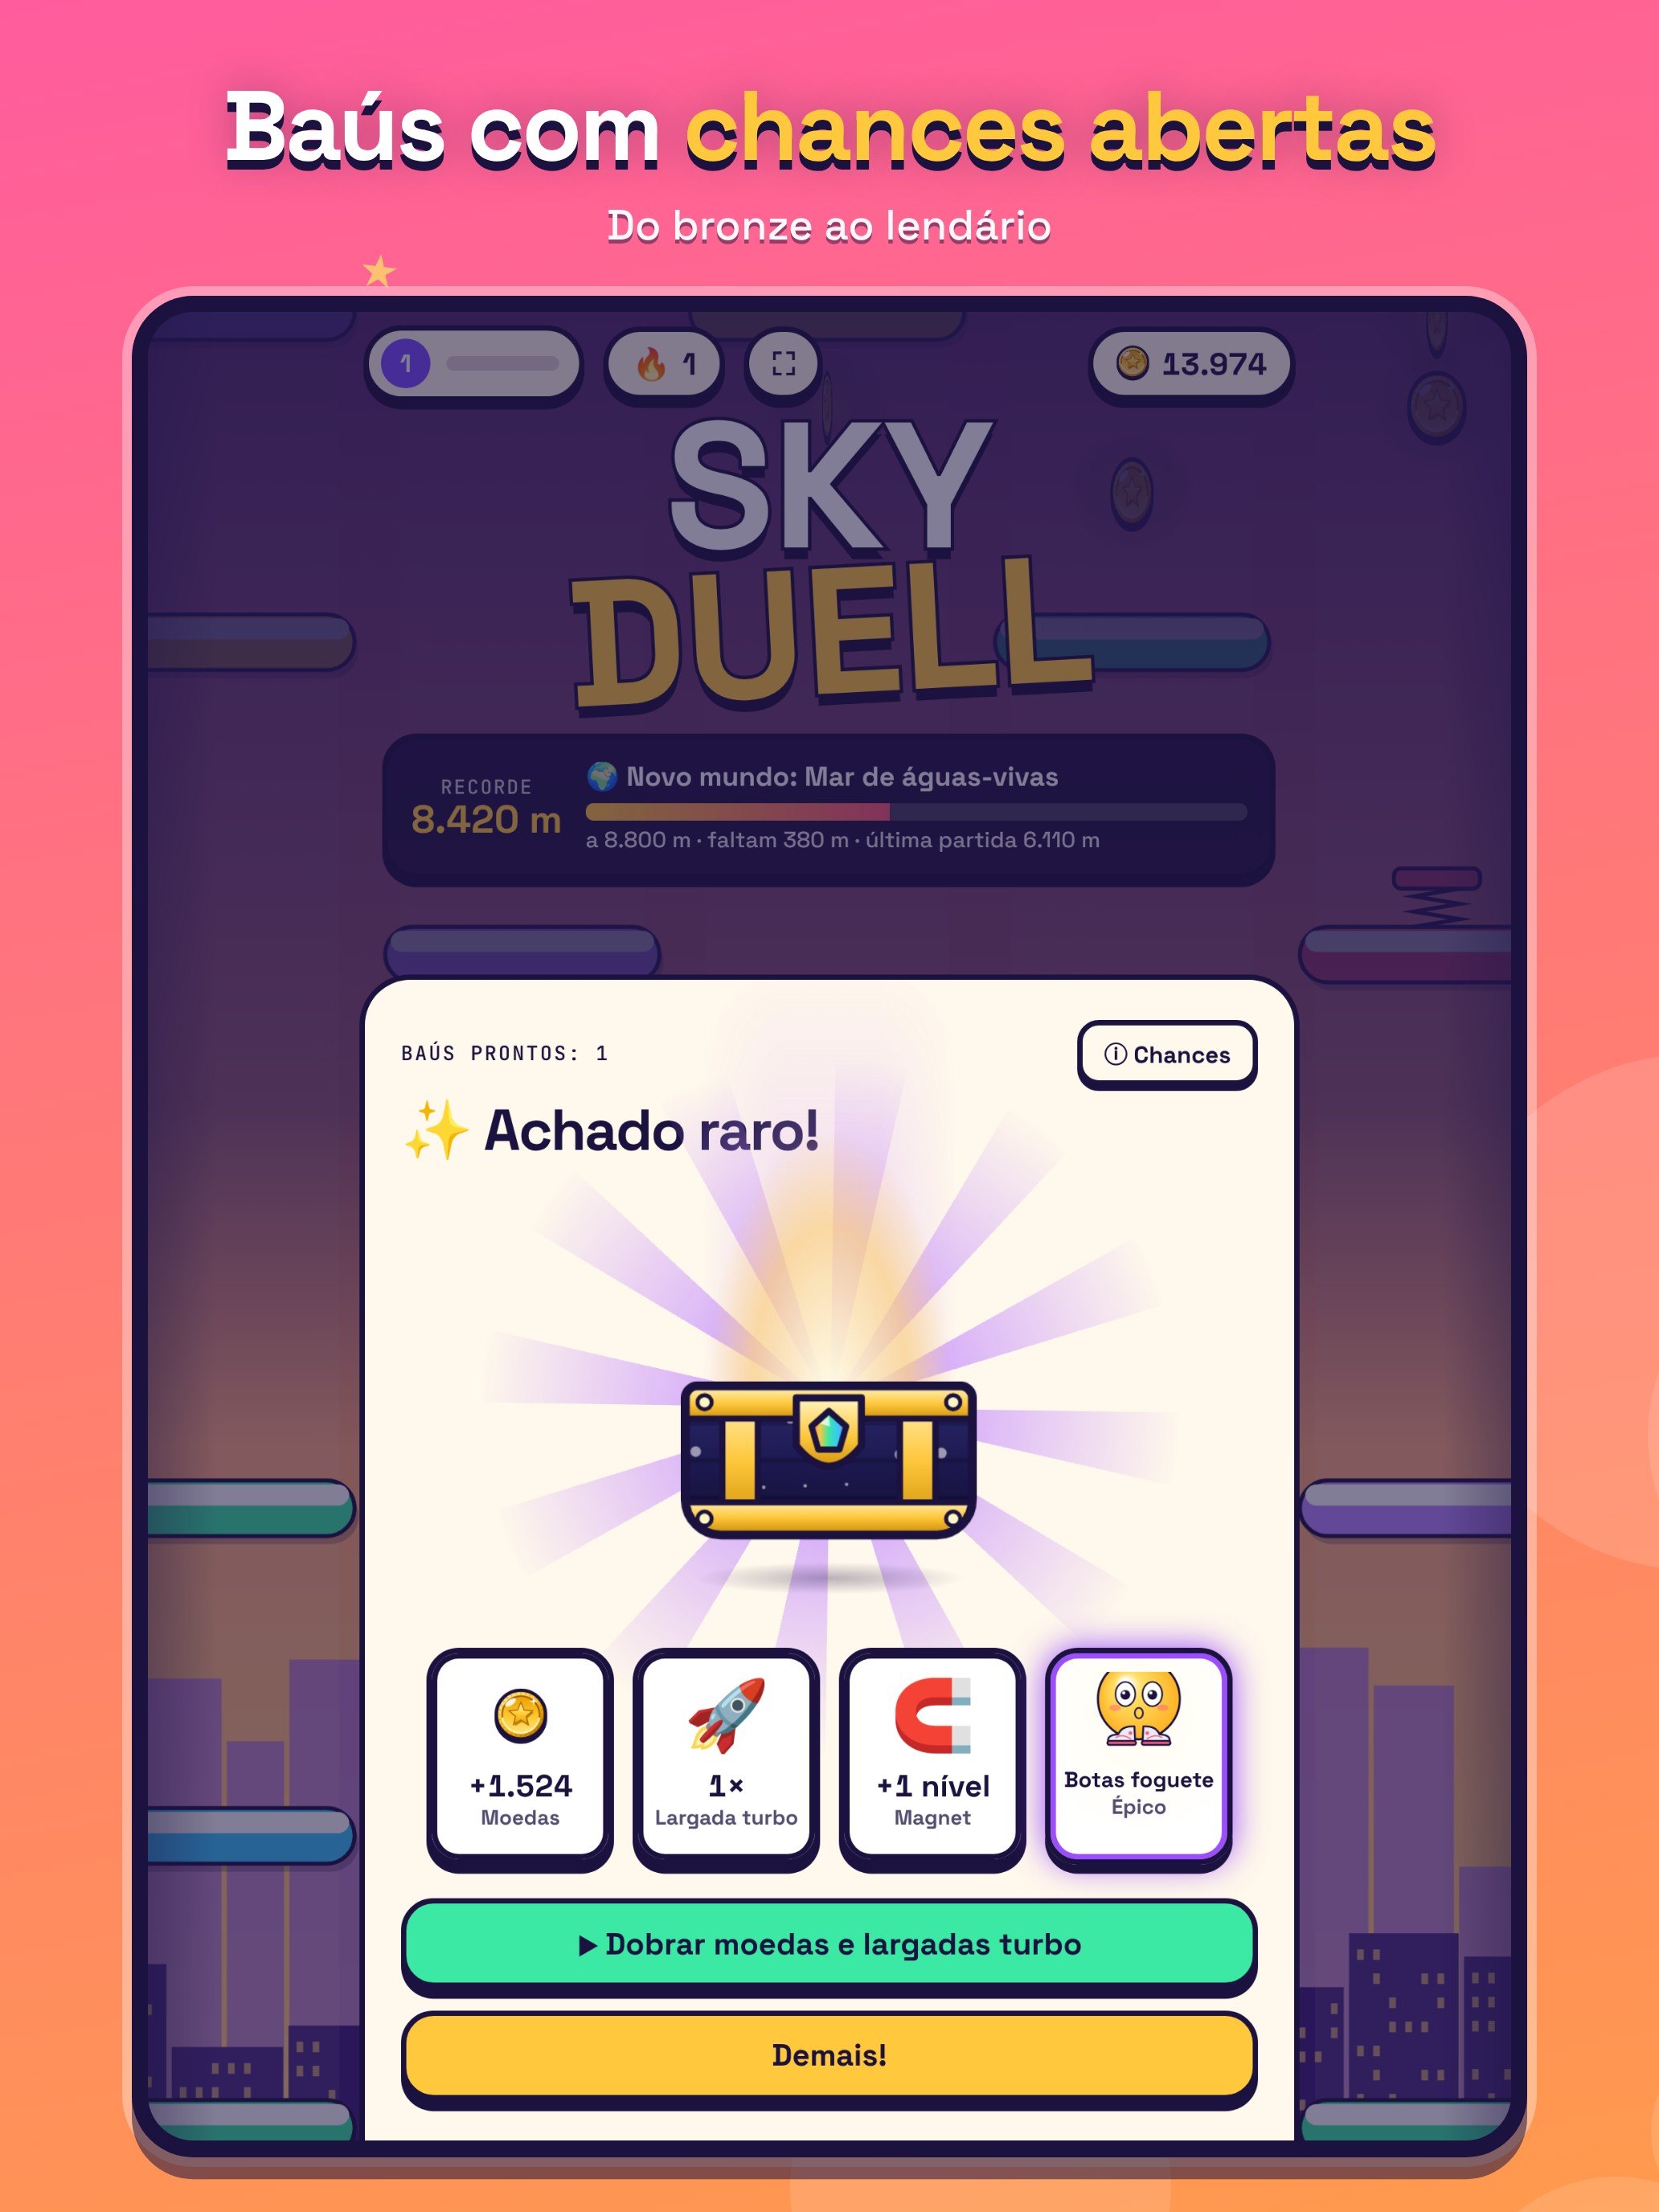 Baús com chances abertas
Do bronze ao lendário
1
🔥 1
13.974
SKY
DUELL
RECORDE
8.420 m
🌍 Novo mundo: Mar de águas-vivas
a 8.800 m · faltam 380 m · última partida 6.110 m
BAÚS PRONTOS: 1
ⓘ Chances
✨ Achado raro!
+1.524
Moedas
1×
Largada turbo
+1 nível
Magnet
Botas foguete
Épico
▶ Dobrar moedas e largadas turbo
Demais!